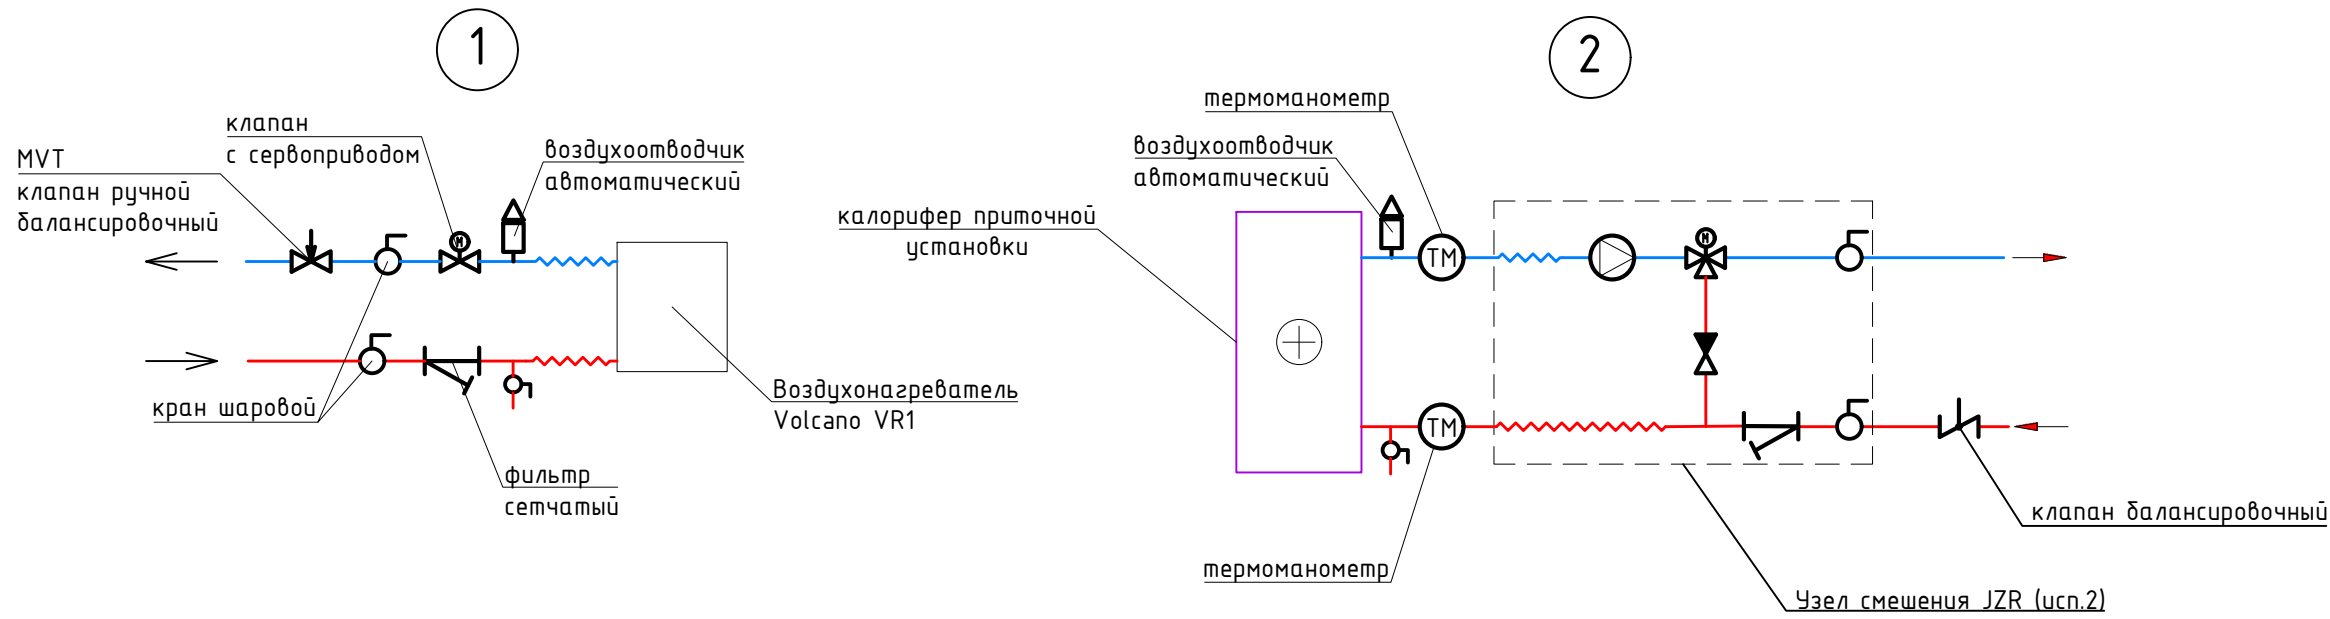 1
MVT
клапан ручной
балансировочный
клапан
с сервоприводом
M
воздухоотводчик
автоматический
кран шаровой
фильтр
сетчатый
Воздухонагреватель
Volcano VR1
2
термоманометр
воздухоотводчик
автоматический
калорифер приточной
установки
ТМ
M
ТМ
термоманометр
клапан балансировочный
Узел смешения JZR (исп.2)